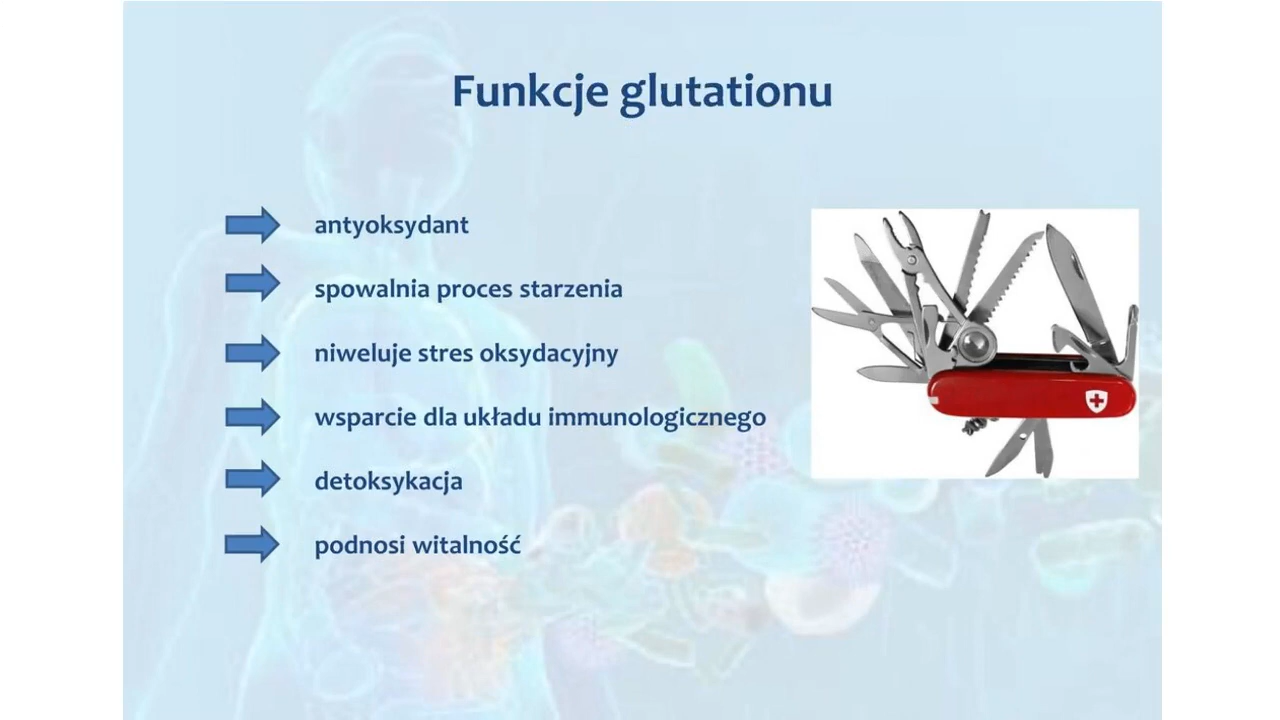 Funkcje glutationu
antyoksydant
spowalnia proces starzenia
niweluje stres oksydacyjny
wsparcie dla układu immunologicznego
detoksykacja
podnosi witalność